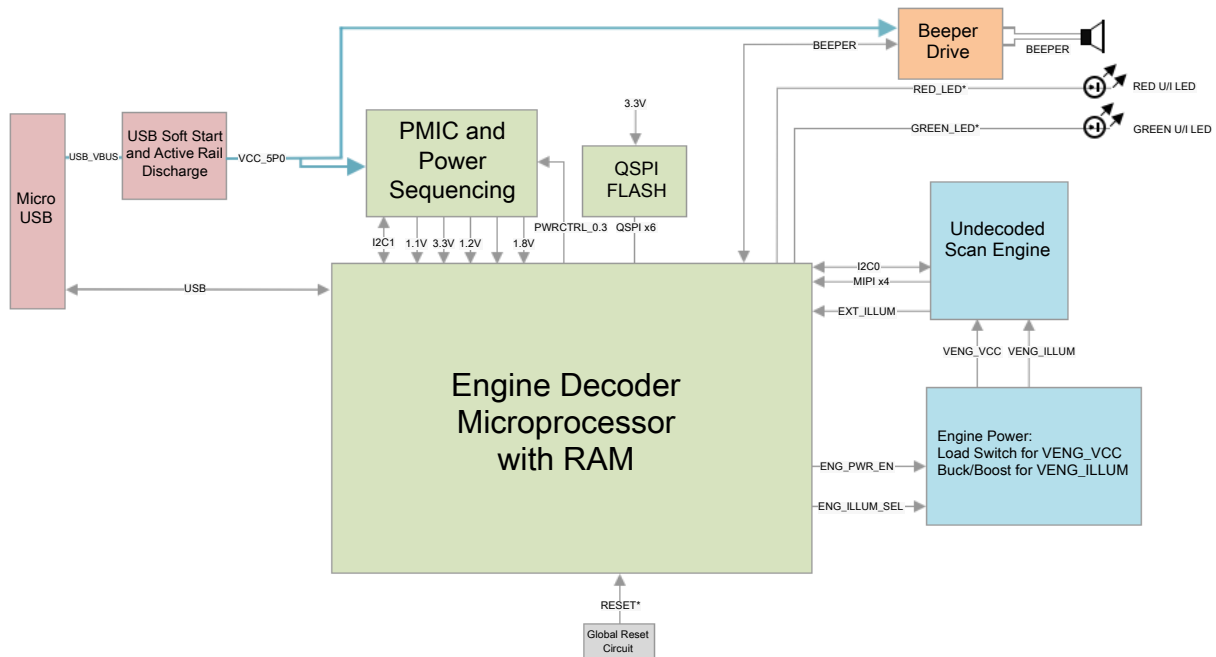 Beeper
Drive
BEEPER
BEEPER
RED_LED*
RED U/I LED
GREEN_LED*
GREEN U/I LED
3.3V
USB Soft Start
and Active Rail
Discharge
USB_VBUS
VCC_5P0
PMIC and
Power
Sequencing
QSPI
FLASH
Micro
USB
I2C1
1.1V
3.3V
1.2V
1.8V
PWRCTRL_0.3
QSPI x6
Undecoded
Scan Engine
I2C0
MIPI x4
EXT_ILLUM
USB
VENG_VCC
VENG_ILLUM
Engine Decoder
Microprocessor
with RAM
Engine Power:
Load Switch for VENG_VCC
Buck/Boost for VENG_ILLUM
ENG_PWR_EN
ENG_ILLUM_SEL
RESET*
Global Reset
Circuit